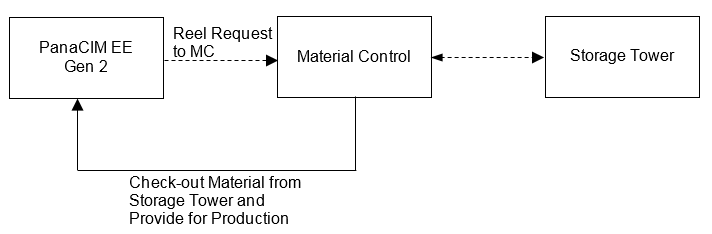 PanaCIM EE
Gen 2
Reel Request
to MC
Material Control
Storage Tower
Check-out Material from
Storage Tower and
Provide for Production